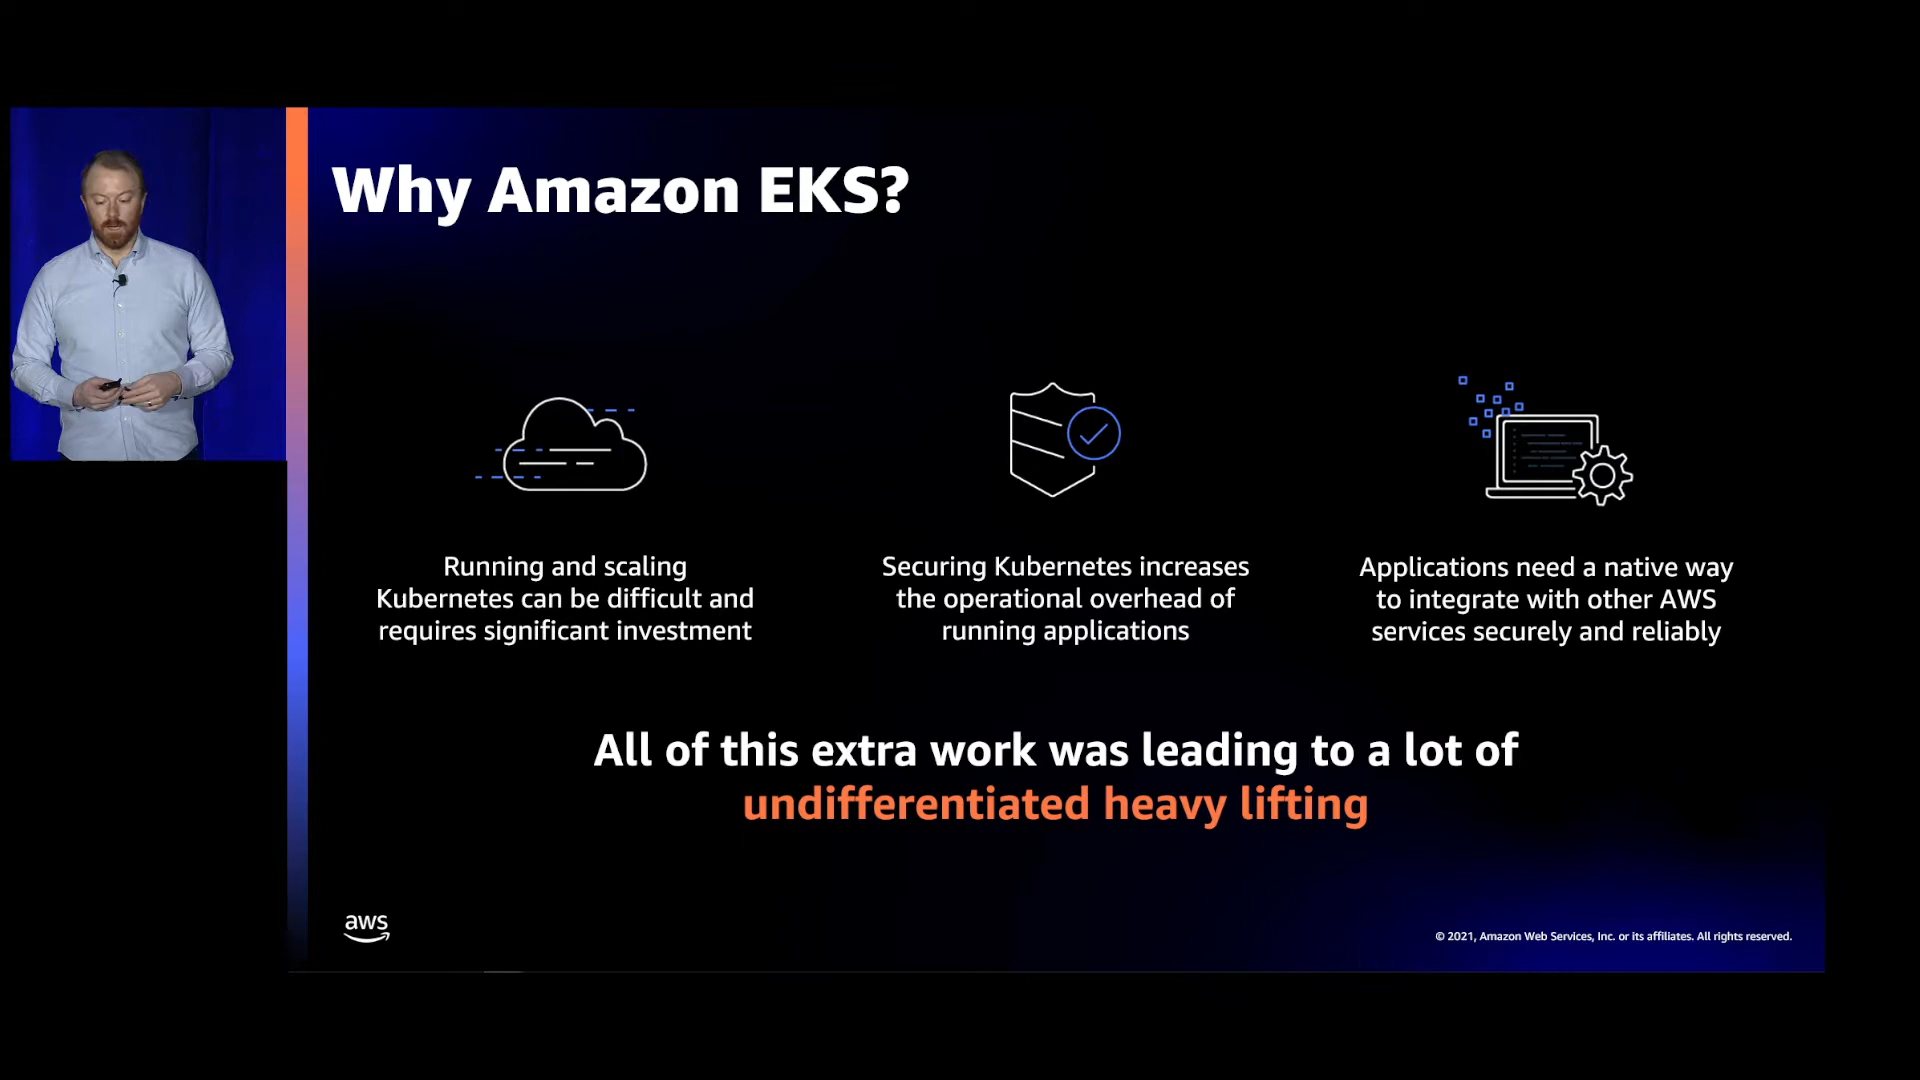 Why Amazon EKS?
Running and scaling
Kubernetes can be difficult and
requires significant investment
Securing Kubernetes increases
the operational overhead of
running applications
Applications need a native way
to integrate with other AWS
services securely and reliably
All of this extra work was leading to a lot of
undifferentiated heavy lifting
aws
© 2021, Amazon Web Services, Inc. or its affiliates. All rights reserved.